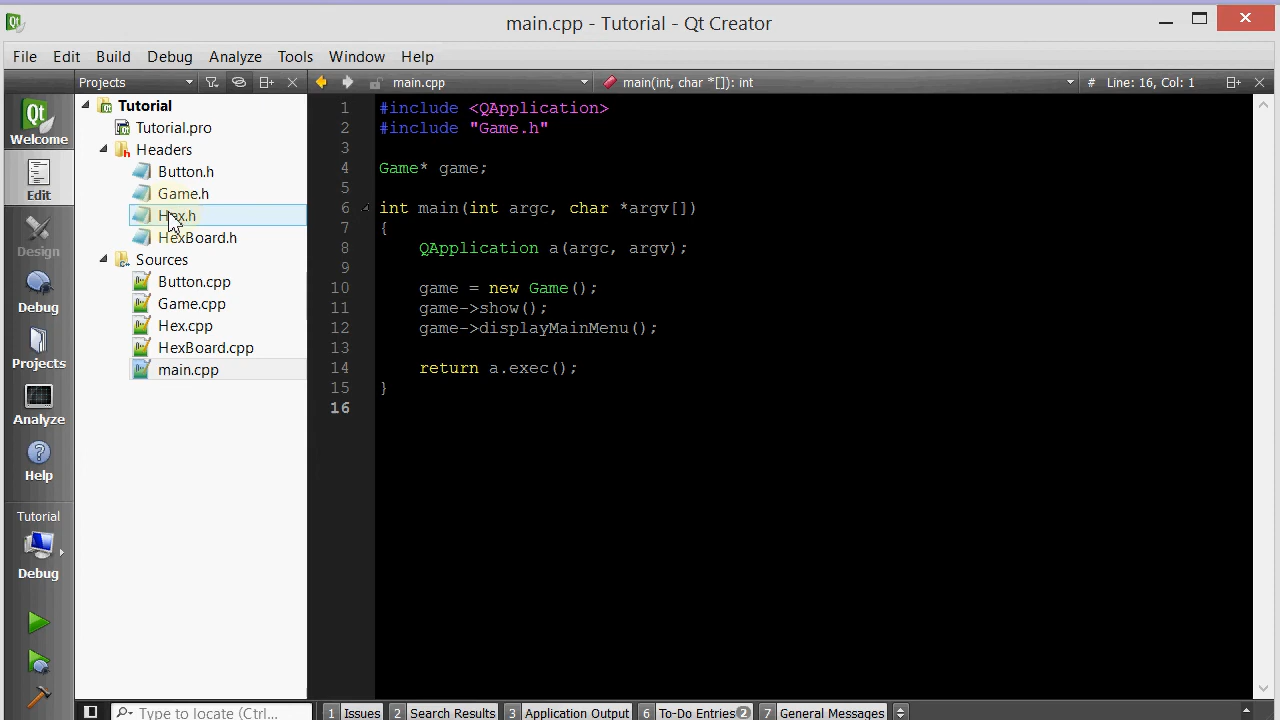 main.cpp - Tutorial - Qt Creator
File Edit Build Debug Analyze Tools Window Help
Projects main.cpp main(int, char *[]): int # Line: 16, Col: 1
Qt
Welcome
Edit
Design
Debug
Projects
Analyze
Help
Tutorial
Debug
Tutorial
Tutorial.pro
Headers
Button.h
Game.h
Hex.h
HexBoard.h
Sources
Button.cpp
Game.cpp
Hex.cpp
HexBoard.cpp
main.cpp
1 #include <QApplication>
2 #include "Game.h"
3
4 Game* game;
5
6 int main(int argc, char *argv[])
7 {
8 QApplication a(argc, argv);
9
10 game = new Game();
11 game->show();
12 game->displayMainMenu();
13
14 return a.exec();
15 }
16
Type to locate (Ctrl... 1 Issues 2 Search Results 3 Application Output 6 To-Do Entries 2 7 General Messages